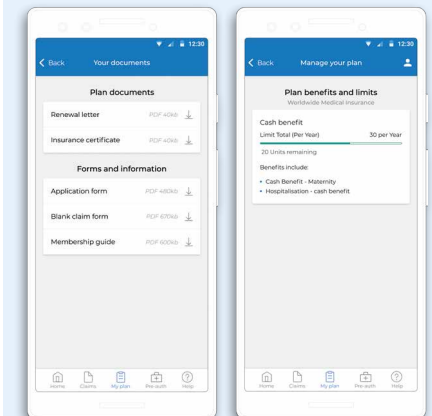 12:30
Back Your documents
Plan documents
Renewal letter PDF 40kb
Insurance certificate PDF 40kb
Forms and information
Application form PDF 480kb
Blank claim form PDF 670kb
Membership guide PDF 600kb
Home Claims My plan Pre auth Help
12:30
Back Manage your plan
Plan benefits and limits
Worldwide Medical Insurance
Cash benefit
Limit Total (Per Year) 30 per Year
20 Units remaining
Benefits include:
• Cash Benefit - Maternity
• Hospitalisation - cash benefit
Home Claims My plan Pre auth Help